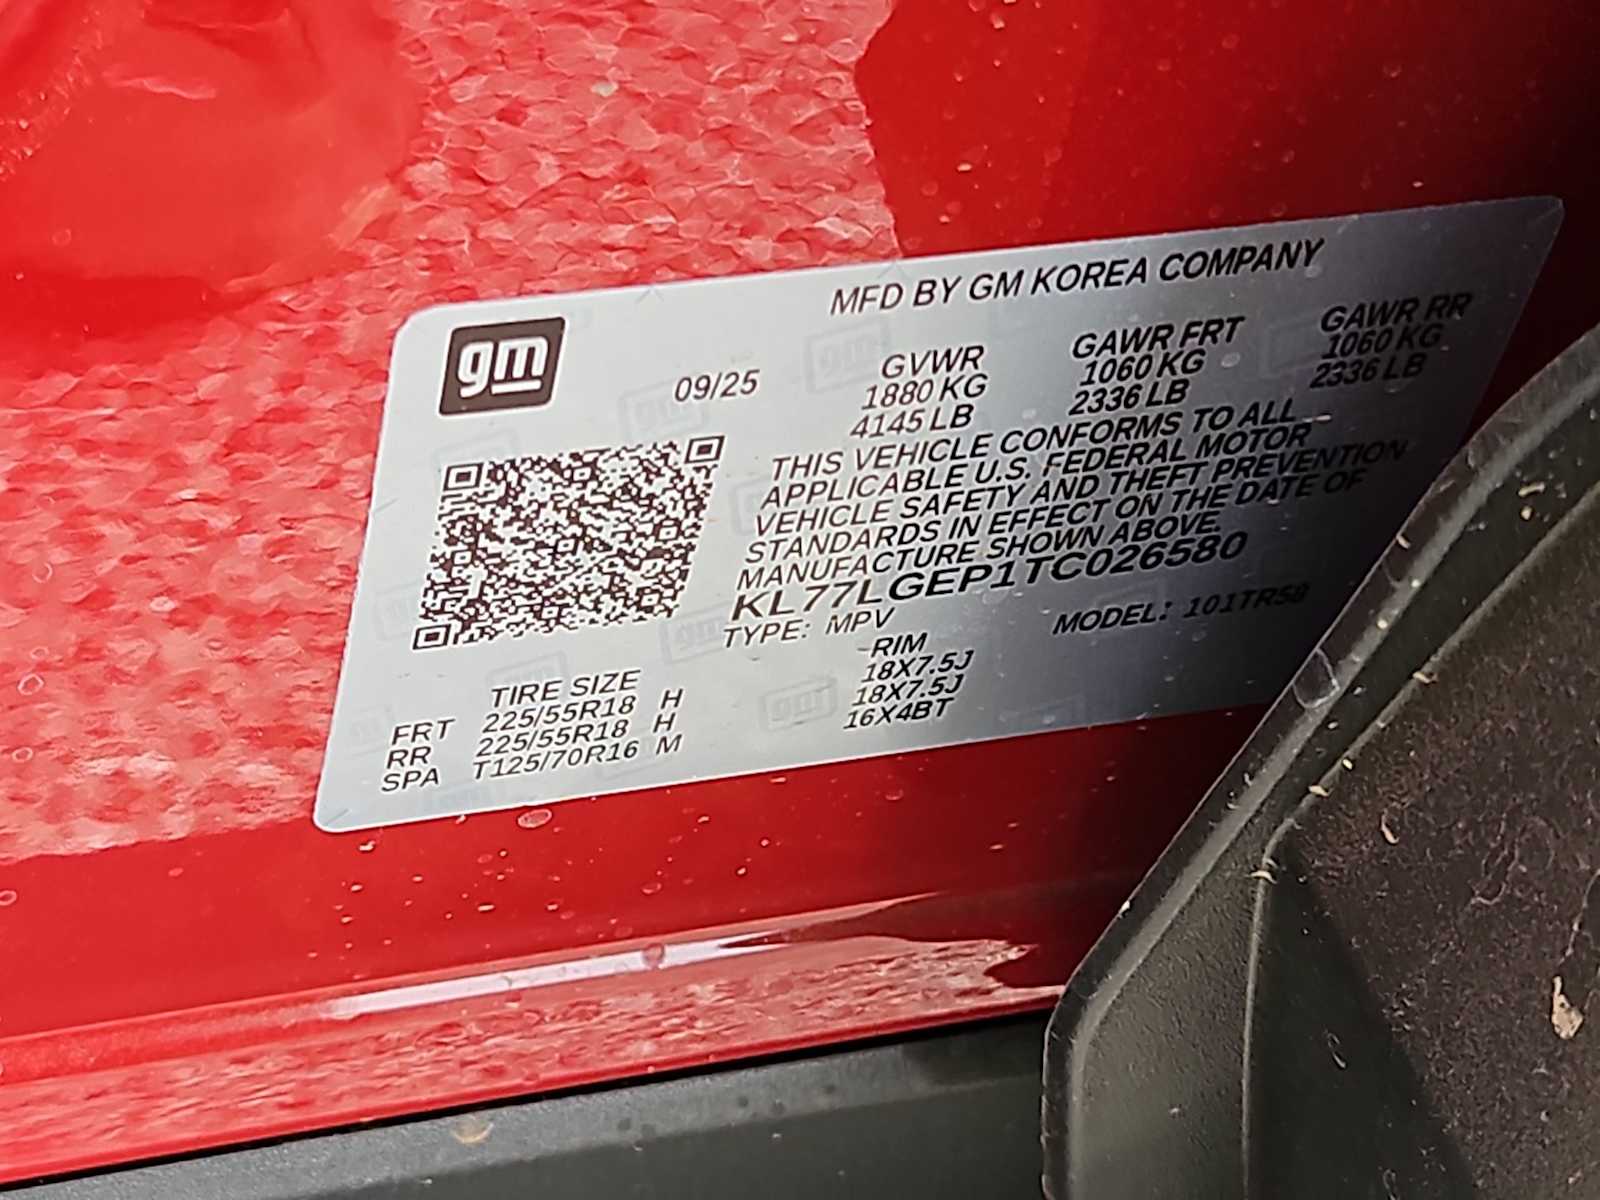 MFD BY GM KOREA COMPANY
gm
09/25
GVWR GAWR FRT GAWR RR
1880 KG 1060 KG 1060 KG
4145 LB 2336 LB 2336 LB
THIS VEHICLE CONFORMS TO ALL
APPLICABLE U.S. FEDERAL MOTOR
VEHICLE SAFETY AND THEFT PREVENTION
STANDARDS IN EFFECT ON THE DATE OF
MANUFACTURE SHOWN ABOVE.
KL77LGEP1TC026580
TYPE: MPV MODEL: 101TR58
TIRE SIZE RIM
FRT 225/55R18 H 18X7.5J
RR 225/55R18 H 18X7.5J
SPA T125/70R16 M 16X4BT